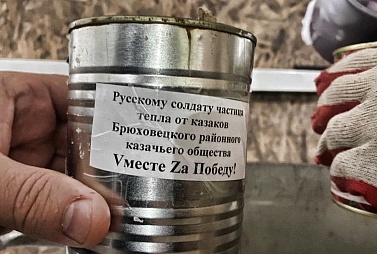 Русскому солдату частица
тепла от казаков
Брюховецкого районного
казачьего общества
Vместе Zа Победу!